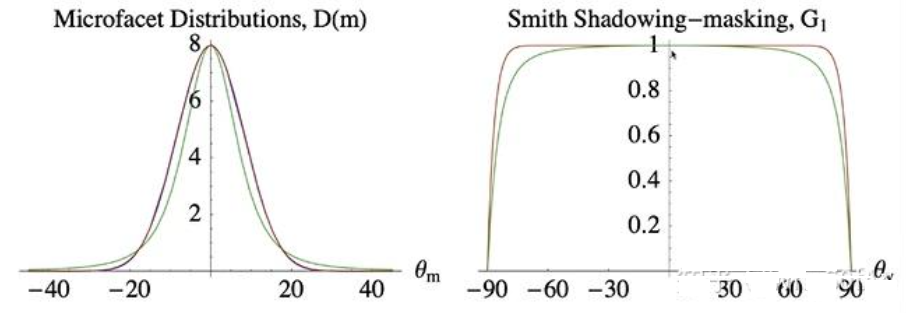 Microfacet Distributions, D(m)
8
6
4
2
−40 −20 20 40 θm
Smith Shadowing−masking, G1
1
0.8
0.6
0.4
0.2
−90 −60 −30 30 60 90